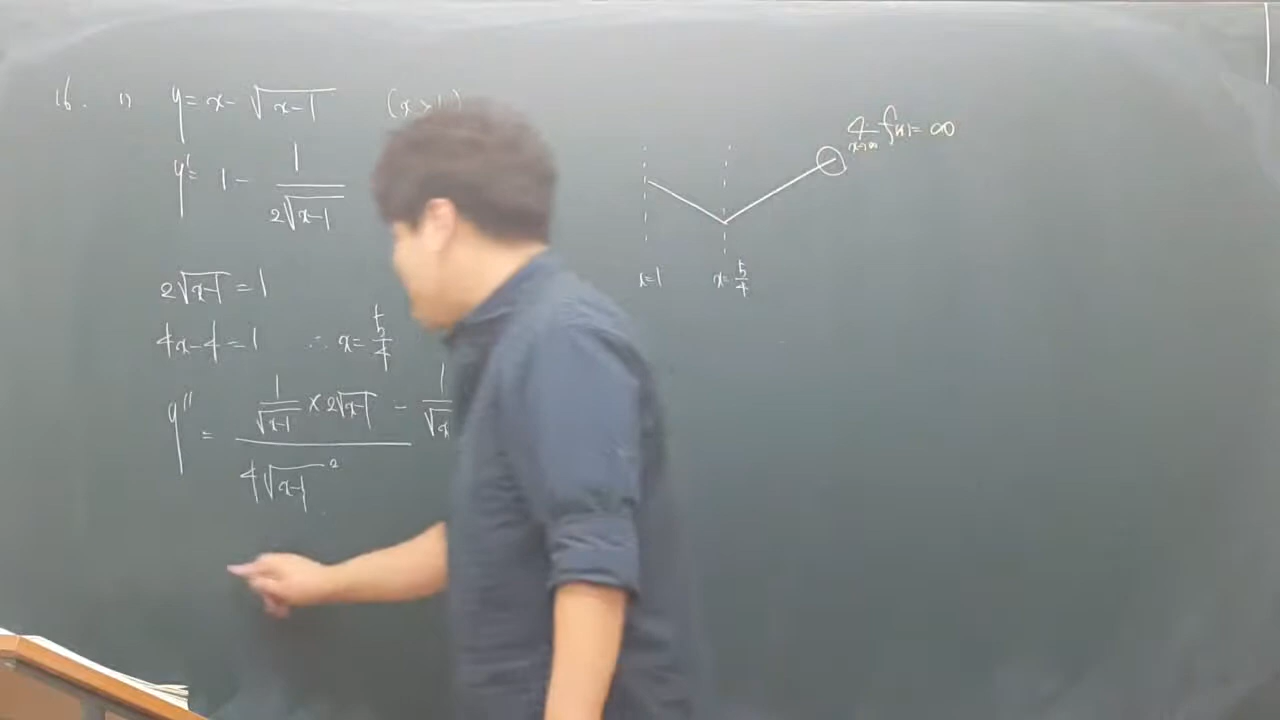 16. 1) y = x - √(x-1) (x>1)
y' = 1 - 1/(2√(x-1))
2√(x-1) = 1
4x-4 = 1 ∴ x = 5/4
y'' = (1/√(x-1) × 2√(x-1) - 1/√x
4√(x-1)²
lim x→∞ f(x) = ∞
x=1 x=5/4